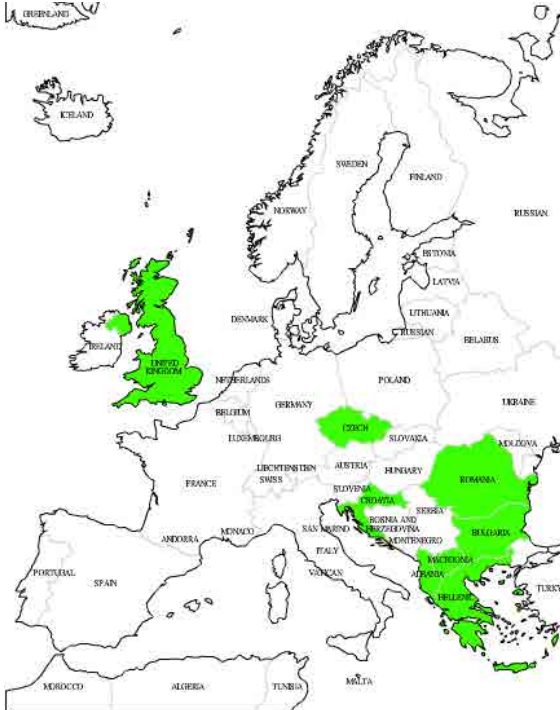 GREENLAND
ICELAND
SWEDEN
FINLAND
NORWAY
RUSSIAN
ESTONIA
LATVIA
DENMARK
LITHUANIA
RUSSIAN
BELARUS
IRELAND
UNITED
KINGDOM
NETHERLANDS
POLAND
BELGIUM
GERMANY
UKRAINE
CZECH
LUXEMBOURG
SLOVAKIA
MOLDOVA
LIECHTENSTEIN
AUSTRIA
HUNGARY
SWISS
FRANCE
ROMANIA
SLOVENIA
CROATIA
SERBIA
BOSNIA AND
HERZEGOVINA
SAN MARINO
MONACO
ANDORRA
BULGARIA
MONTENEGRO
ITALY
MACEDONIA
PORTUGAL
SPAIN
VATICAN
ALBANIA
TURKEY
HELLENIC
MALTA
MOROCCO
ALGERIA
TUNISIA